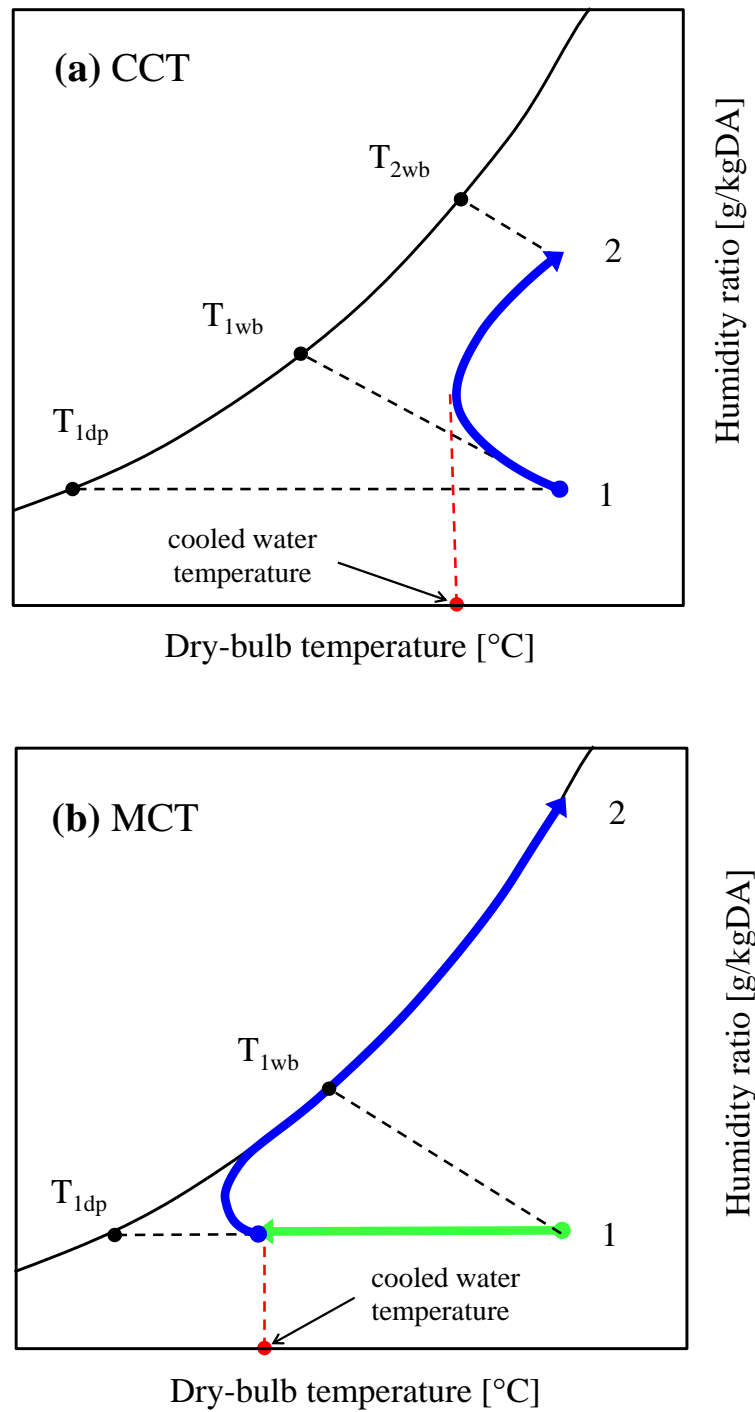 (a) CCT
T2wb
2
T1wb
T1dp
1
cooled water
temperature
Dry-bulb temperature [°C]
Humidity ratio [g/kgDA]
(b) MCT
2
T1wb
T1dp
1
cooled water
temperature
Dry-bulb temperature [°C]
Humidity ratio [g/kgDA]